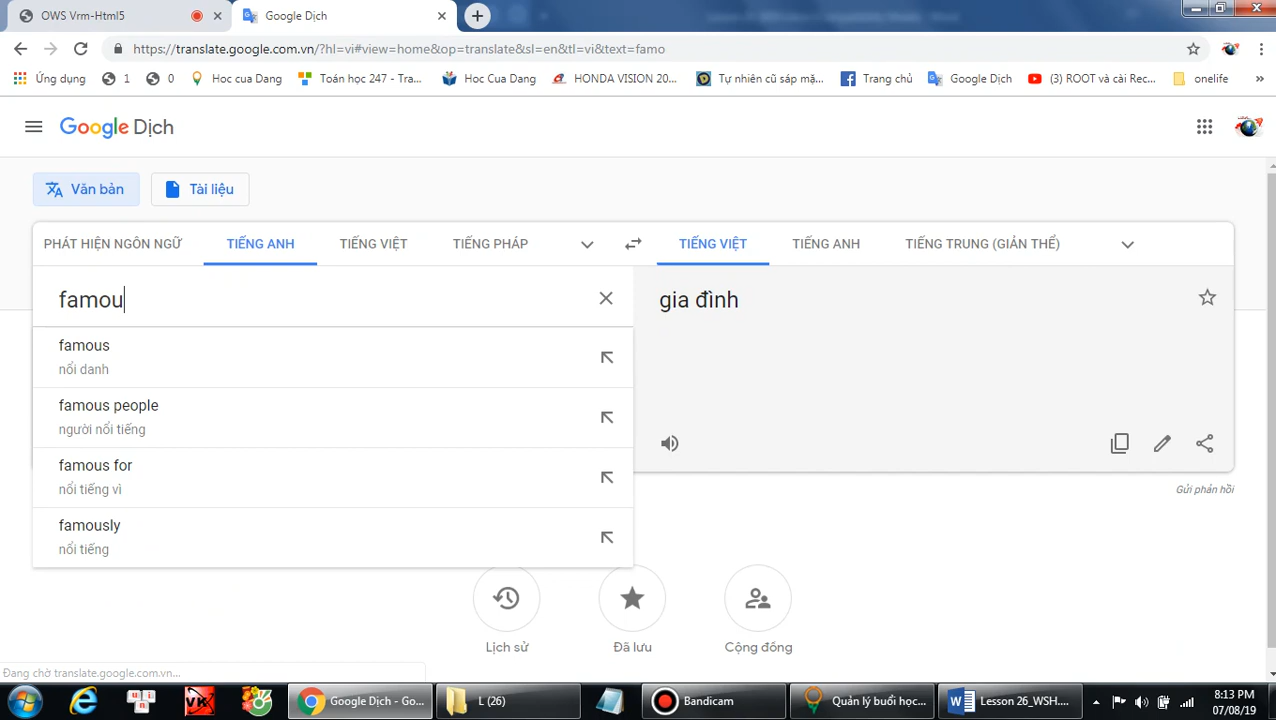 OWS Vrm-Html5
Google Dịch
https://translate.google.com.vn/?hl=vi#view=home&op=translate&sl=en&tl=vi&text=famo
Ứng dụng
1
0
Hoc cua Dang
Toán học 247 - Tra...
Học Cua Dang
HONDA VISION 20...
Tự nhiên cũ sáp mặ...
Trang chủ
Google Dịch
(3) ROOT và cài Rec...
onelife
»
Google Dịch
Văn bản
Tài liệu
PHÁT HIỆN NGÔN NGỮ
TIẾNG ANH
TIẾNG VIỆT
TIẾNG PHÁP
TIẾNG VIỆT
TIẾNG ANH
TIẾNG TRUNG (GIẢN THỂ)
famou
gia đình
famous
nổi danh
famous people
người nổi tiếng
famous for
nổi tiếng vì
famously
nổi tiếng
Gửi phản hồi
Lịch sử
Đã lưu
Cộng đồng
Đang chờ translate.google.com.vn...
Google Dịch - Go...
L (26)
Bandicam
Quản lý buổi học...
Lesson 26_WSH...
8:13 PM
07/08/19